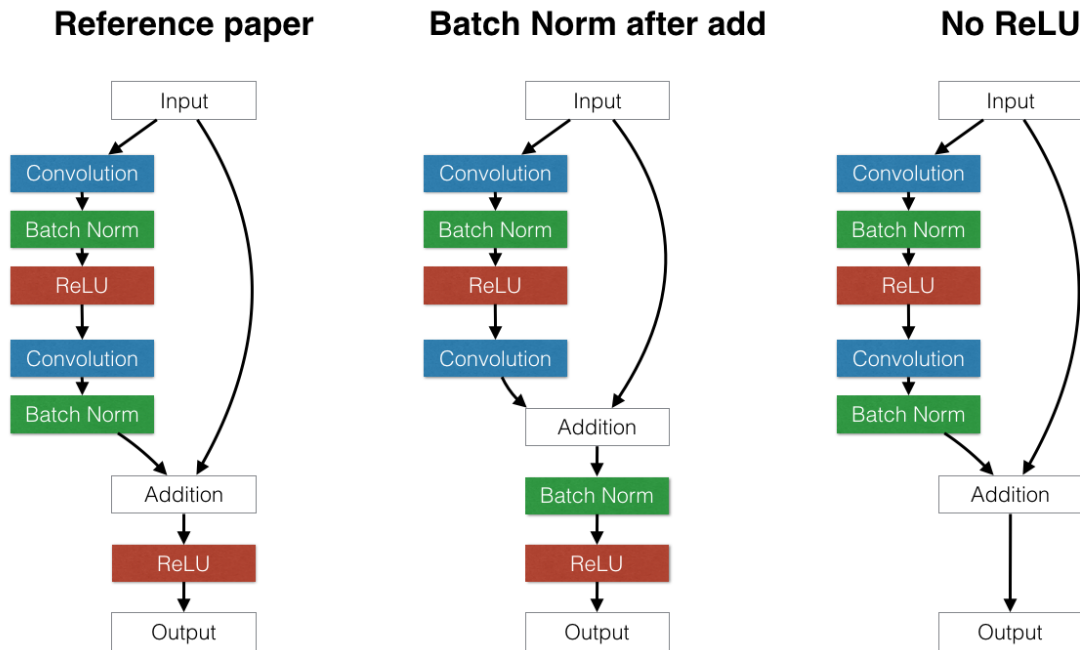 Reference paper
Input
Convolution
Batch Norm
ReLU
Convolution
Batch Norm
Addition
ReLU
Output
Batch Norm after add
Input
Convolution
Batch Norm
ReLU
Convolution
Addition
Batch Norm
ReLU
Output
No ReLU
Input
Convolution
Batch Norm
ReLU
Convolution
Batch Norm
Addition
Output